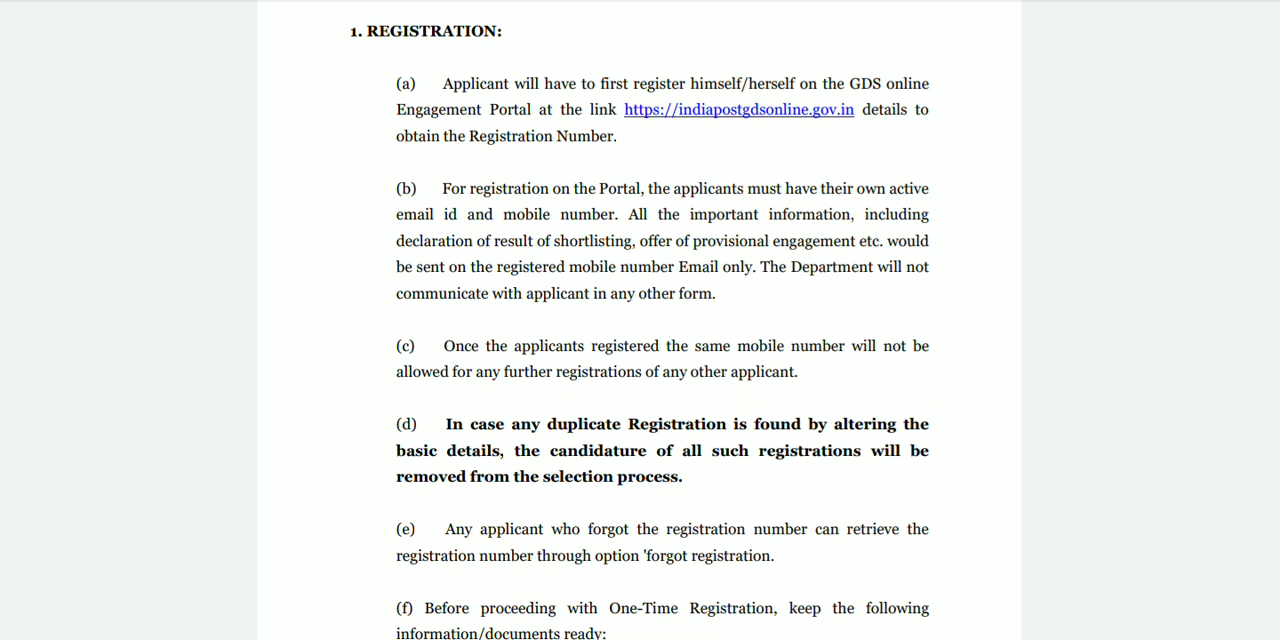 1. REGISTRATION:
(a) Applicant will have to first register himself/herself on the GDS online
Engagement Portal at the link https://indiapostgdsonline.gov.in details to
obtain the Registration Number.
(b) For registration on the Portal, the applicants must have their own active
email id and mobile number. All the important information, including
declaration of result of shortlisting, offer of provisional engagement etc. would
be sent on the registered mobile number Email only. The Department will not
communicate with applicant in any other form.
(c) Once the applicants registered the same mobile number will not be
allowed for any further registrations of any other applicant.
(d) In case any duplicate Registration is found by altering the
basic details, the candidature of all such registrations will be
removed from the selection process.
(e) Any applicant who forgot the registration number can retrieve the
registration number through option 'forgot registration.
(f) Before proceeding with One-Time Registration, keep the following
information/documents ready: